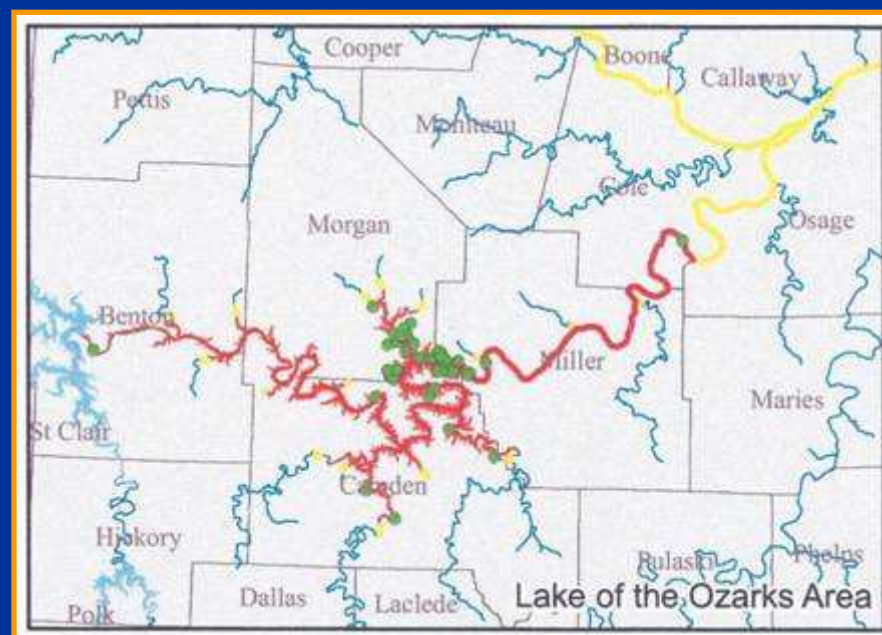 Cooper
Boone
Callaway
Pettis
Moniteau
Cole
Osage
Morgan
Benton
Miller
Maries
St Clair
Camden
Hickory
Pulaski
Phelps
Dallas
Laclede
Polk
Lake of the Ozarks Area